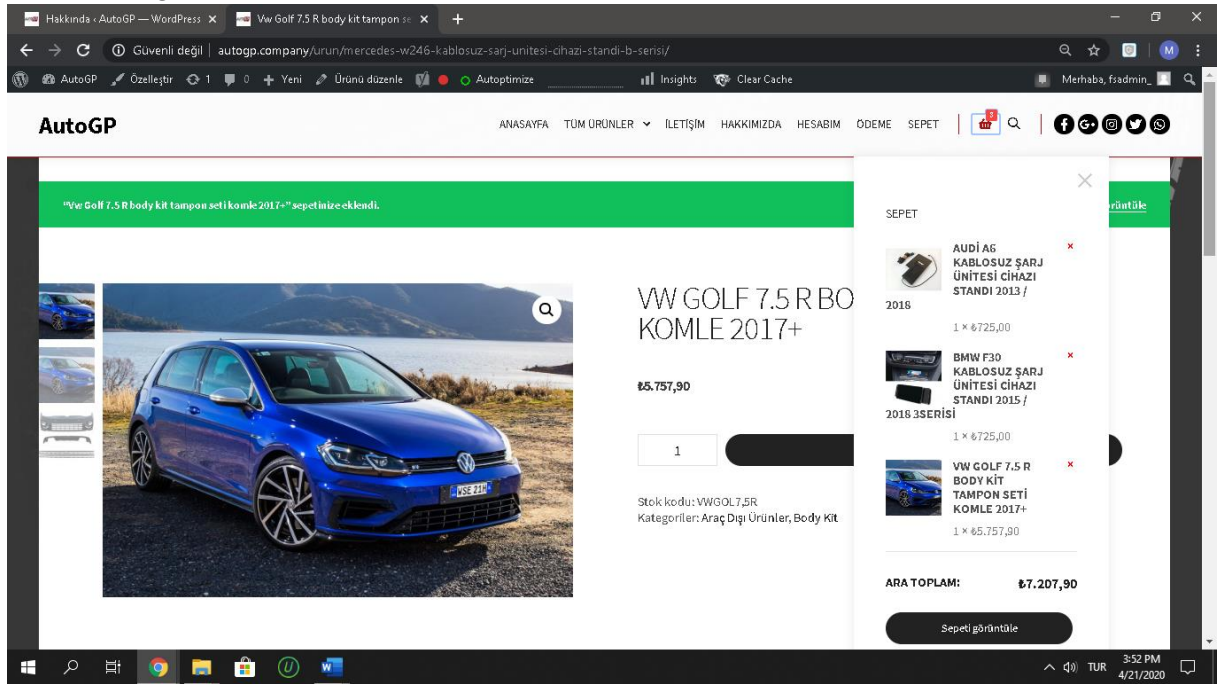 Hakkında ‹ AutoGP — WordPress
Vw Golf 7.5 R body kit tampon se
Güvenli değil | autogp.company/urun/mercedes-w246-kablosuz-sarj-unitesi-cihazi-standi-b-serisi/
M
AutoGP Özelleştir 1 0 Yeni Ürünü düzenle Autoptimize Insights Clear Cache Merhaba, fsadmin_
AutoGP
ANASAYFA TÜM ÜRÜNLER İLETİŞİM HAKKIMIZDA HESABIM ÖDEME SEPET 3
"Vw Golf 7.5 R body kit tampon seti komle 2017+" sepetinize eklendi.
rüntüle
SEPET
AUDİ A6
KABLOSUZ ŞARJ
ÜNİTESİ CİHAZI
STANDI 2013 /
2018
1 × ₺725,00
BMW F30
KABLOSUZ ŞARJ
ÜNİTESİ CİHAZI
STANDI 2015 /
2018 3SERİSİ
1 × ₺725,00
VW GOLF 7.5 R
BODY KİT
TAMPON SETİ
KOMLE 2017+
1 × ₺5.757,90
ARA TOPLAM: ₺7.207,90
Sepeti görüntüle
VW GOLF 7.5 R BO
KOMLE 2017+
₺5.757,90
1
Stok kodu: VWGOL7,5R
Kategoriler: Araç Dışı Ürünler, Body Kit
WSE 21H
TUR
3:52 PM
4/21/2020